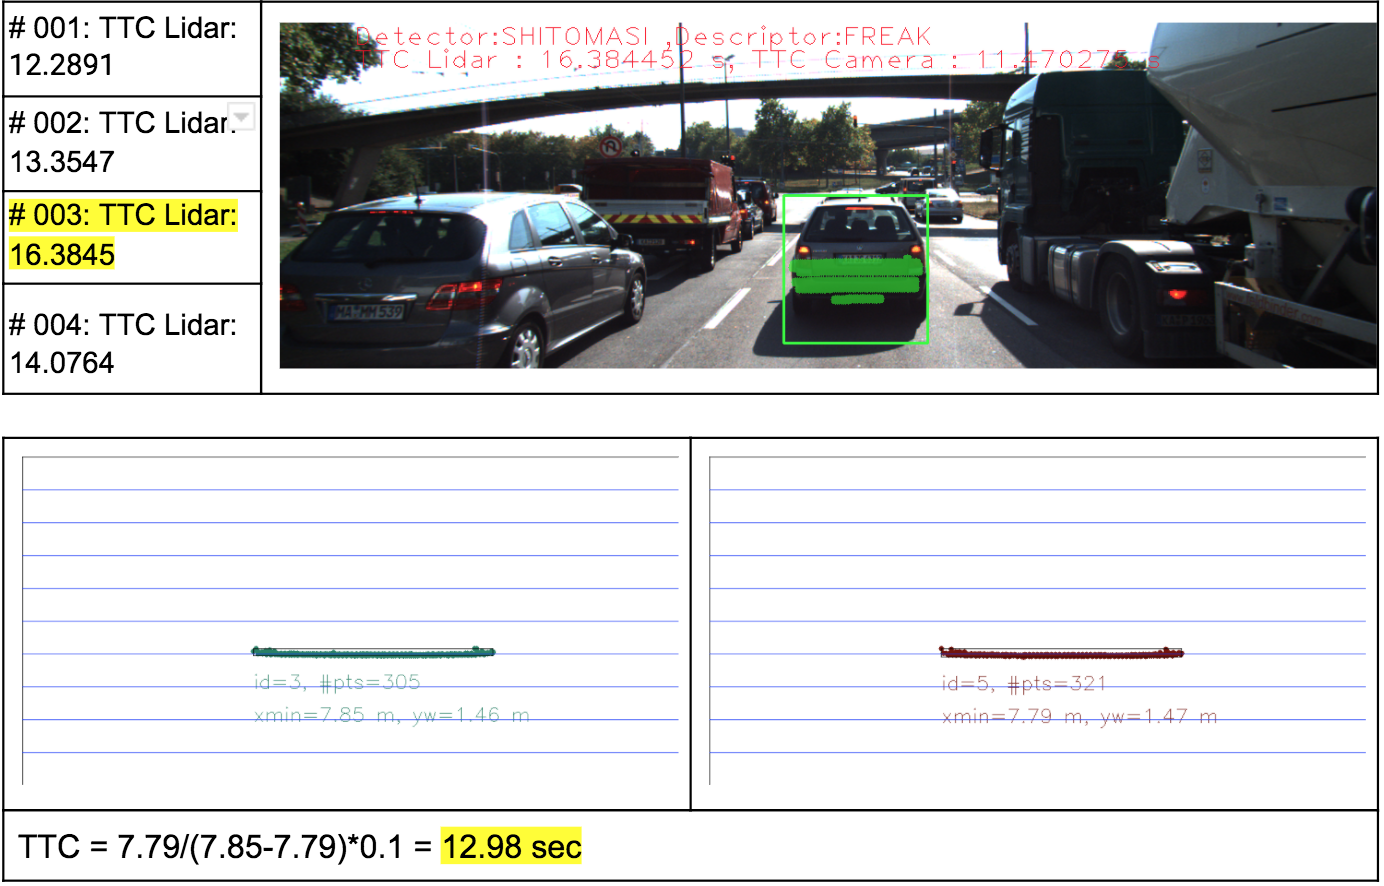 # 001: TTC Lidar:
12.2891
# 002: TTC Lidar:
13.3547
# 003: TTC Lidar:
16.3845
# 004: TTC Lidar:
14.0764
Detector:SHITOMASI ,Descriptor:FREAK
TTC Lidar : 16.384452 s, TTC Camera : 11.470275 s
MA MM 539
id=3, #pts=305
xmin=7.85 m, yw=1.46 m
id=5, #pts=321
xmin=7.79 m, yw=1.47 m
TTC = 7.79/(7.85-7.79)*0.1 = 12.98 sec